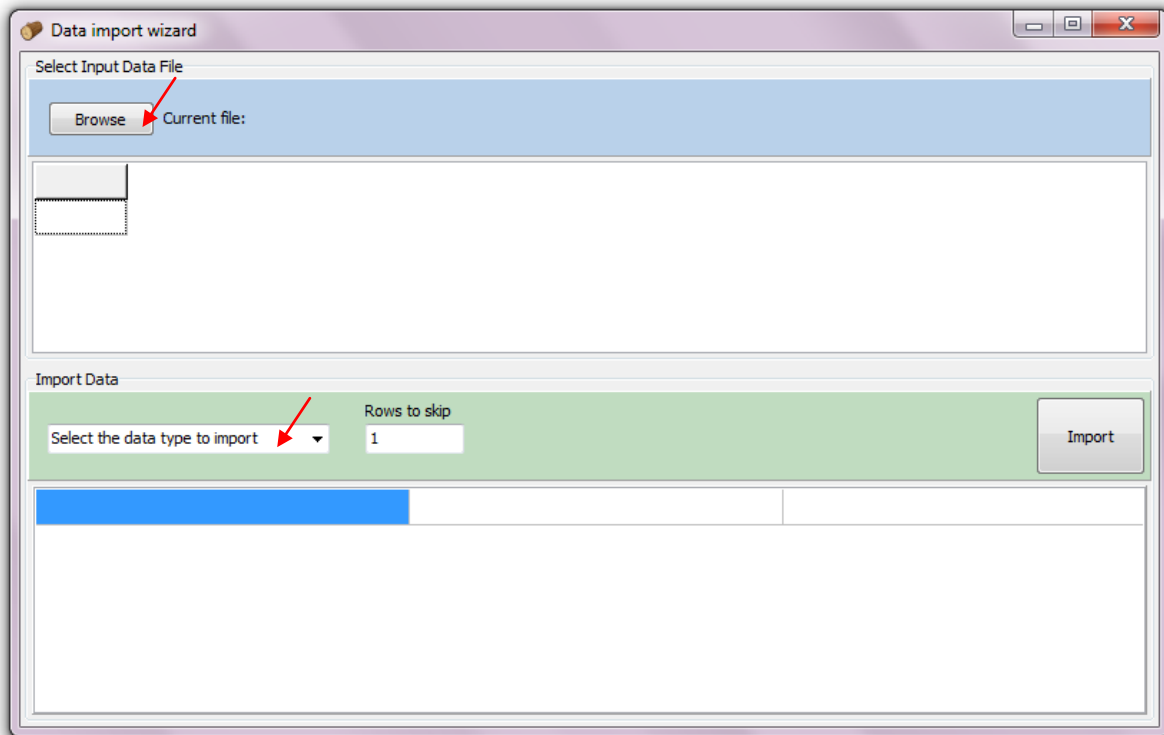 Data import wizard
Select Input Data File
Browse
Current file:
Import Data
Rows to skip
Select the data type to import
1
Import